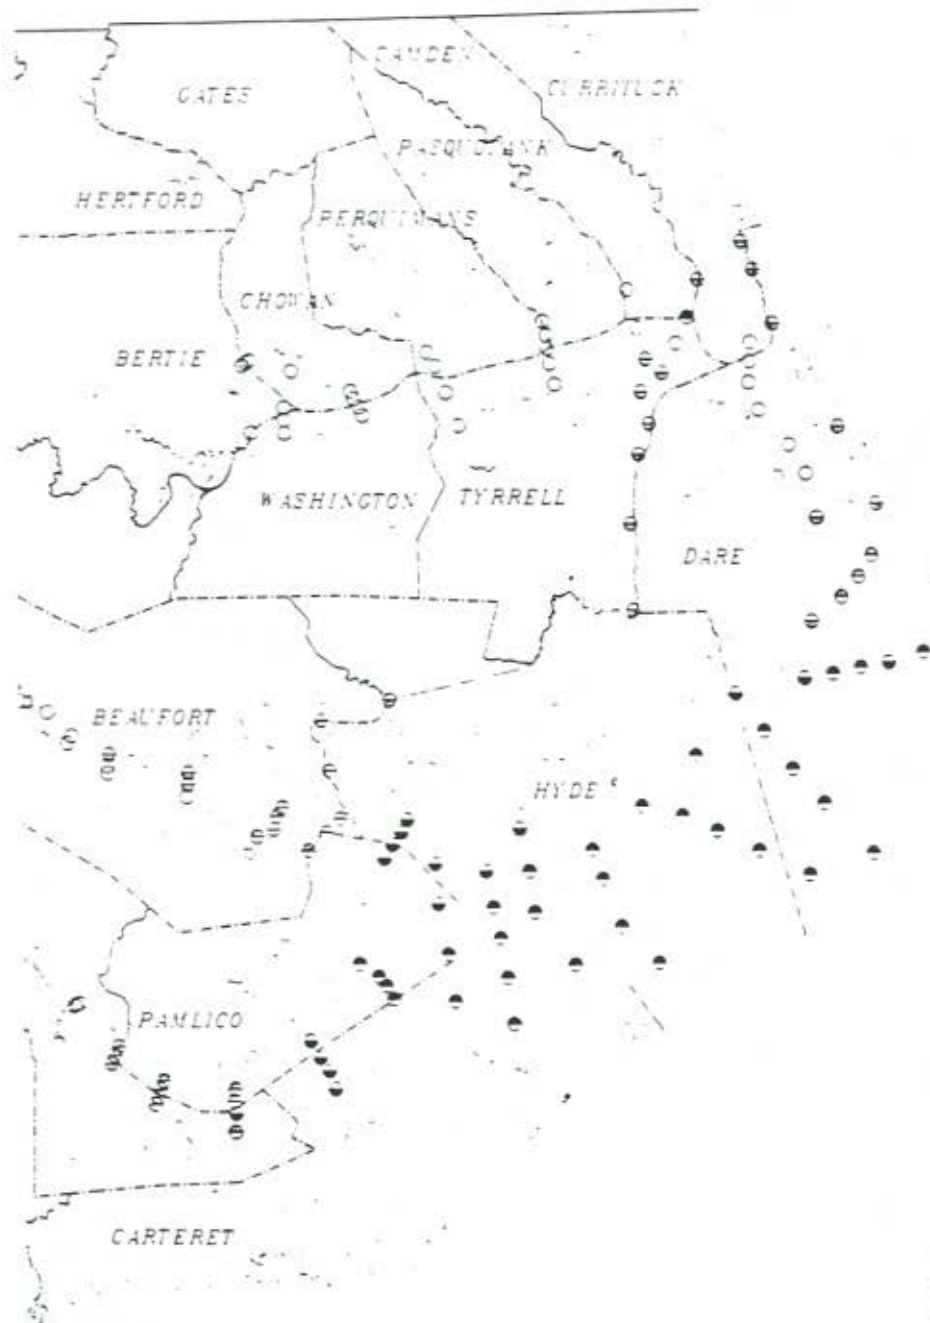 CAMDEN
GATES
CURRITUCK
PASQUOTANK
HERTFORD
PERQUIMANS
CHOWAN
BERTIE
WASHINGTON
TYRRELL
DARE
BEAUFORT
HYDE
PAMLICO
CARTERET